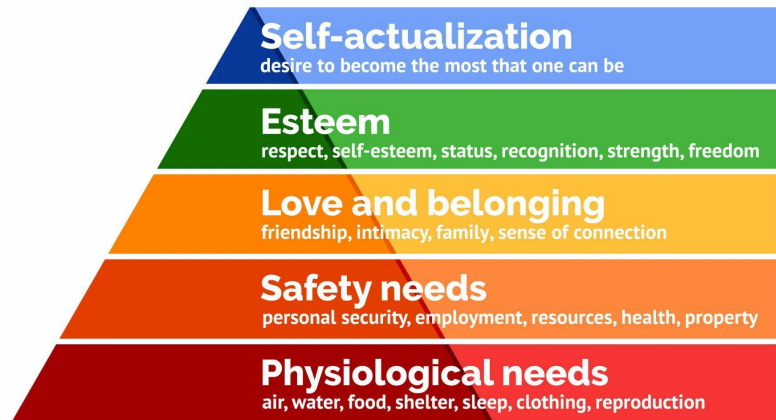 Self-actualization
desire to become the most that one can be
Esteem
respect, self-esteem, status, recognition, strength, freedom
Love and belonging
friendship, intimacy, family, sense of connection
Safety needs
personal security, employment, resources, health, property
Physiological needs
air, water, food, shelter, sleep, clothing, reproduction